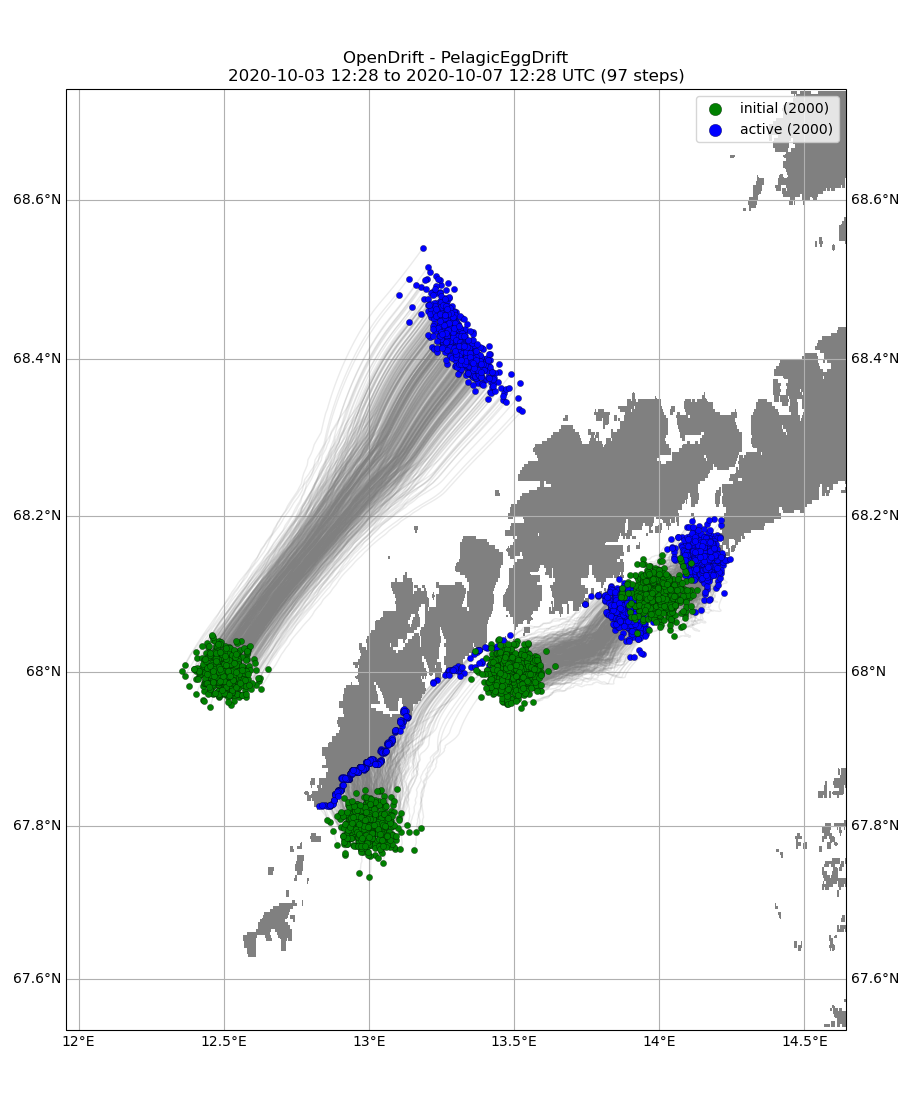 OpenDrift - PelagicEggDrift
2020-10-03 12:28 to 2020-10-07 12:28 UTC (97 steps)
initial (2000)
active (2000)
68.6°N
68.6°N
68.4°N
68.4°N
68.2°N
68.2°N
68°N
68°N
67.8°N
67.8°N
67.6°N
67.6°N
12°E
12.5°E
13°E
13.5°E
14°E
14.5°E